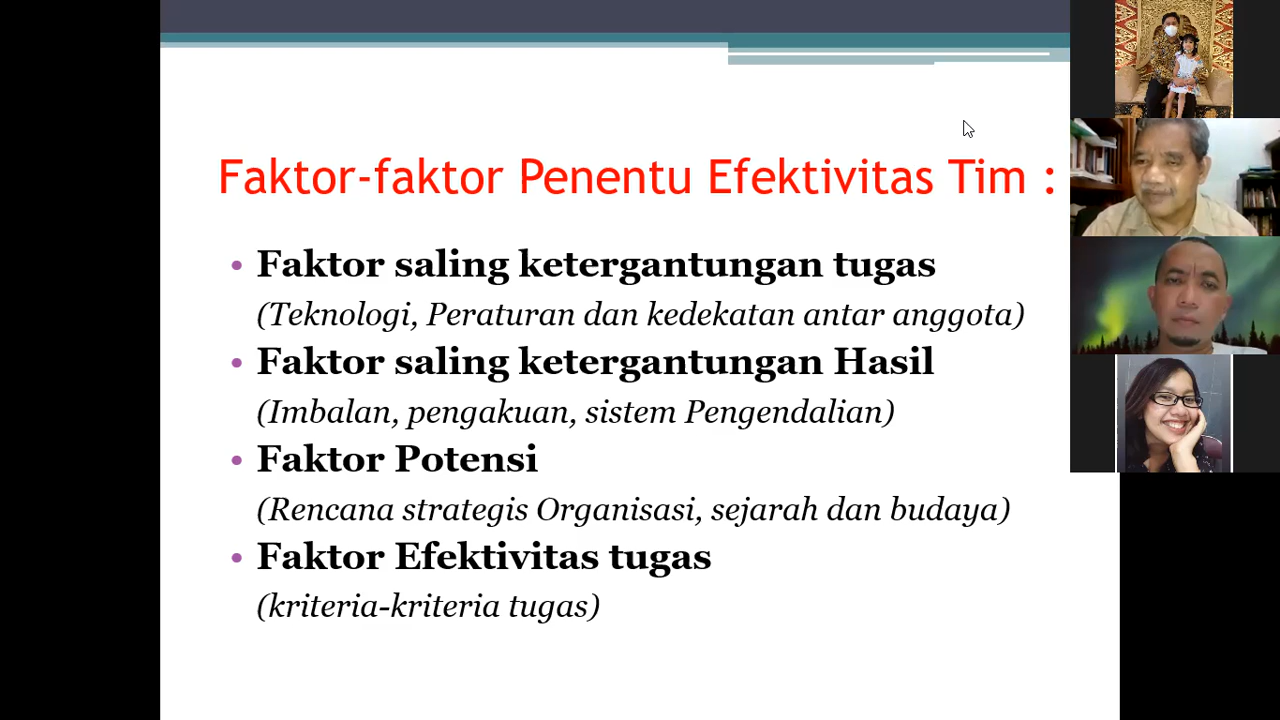 Faktor-faktor Penentu Efektivitas Tim :
• Faktor saling ketergantungan tugas
(Teknologi, Peraturan dan kedekatan antar anggota)
• Faktor saling ketergantungan Hasil
(Imbalan, pengakuan, sistem Pengendalian)
• Faktor Potensi
(Rencana strategis Organisasi, sejarah dan budaya)
• Faktor Efektivitas tugas
(kriteria-kriteria tugas)